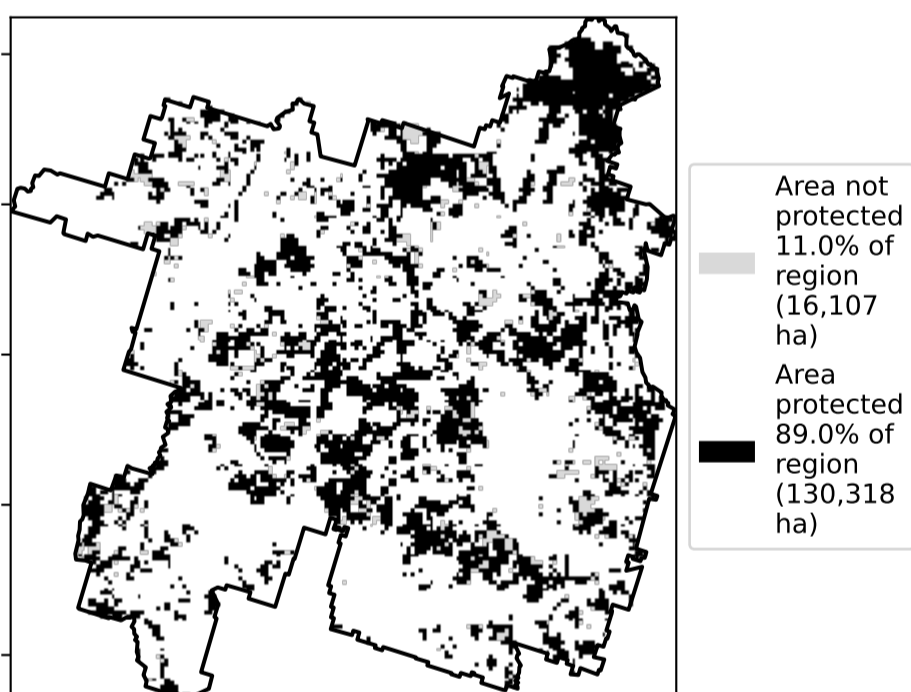 Area not
protected
11.0% of
region
(16,107
ha)
Area
protected
89.0% of
region
(130,318
ha)